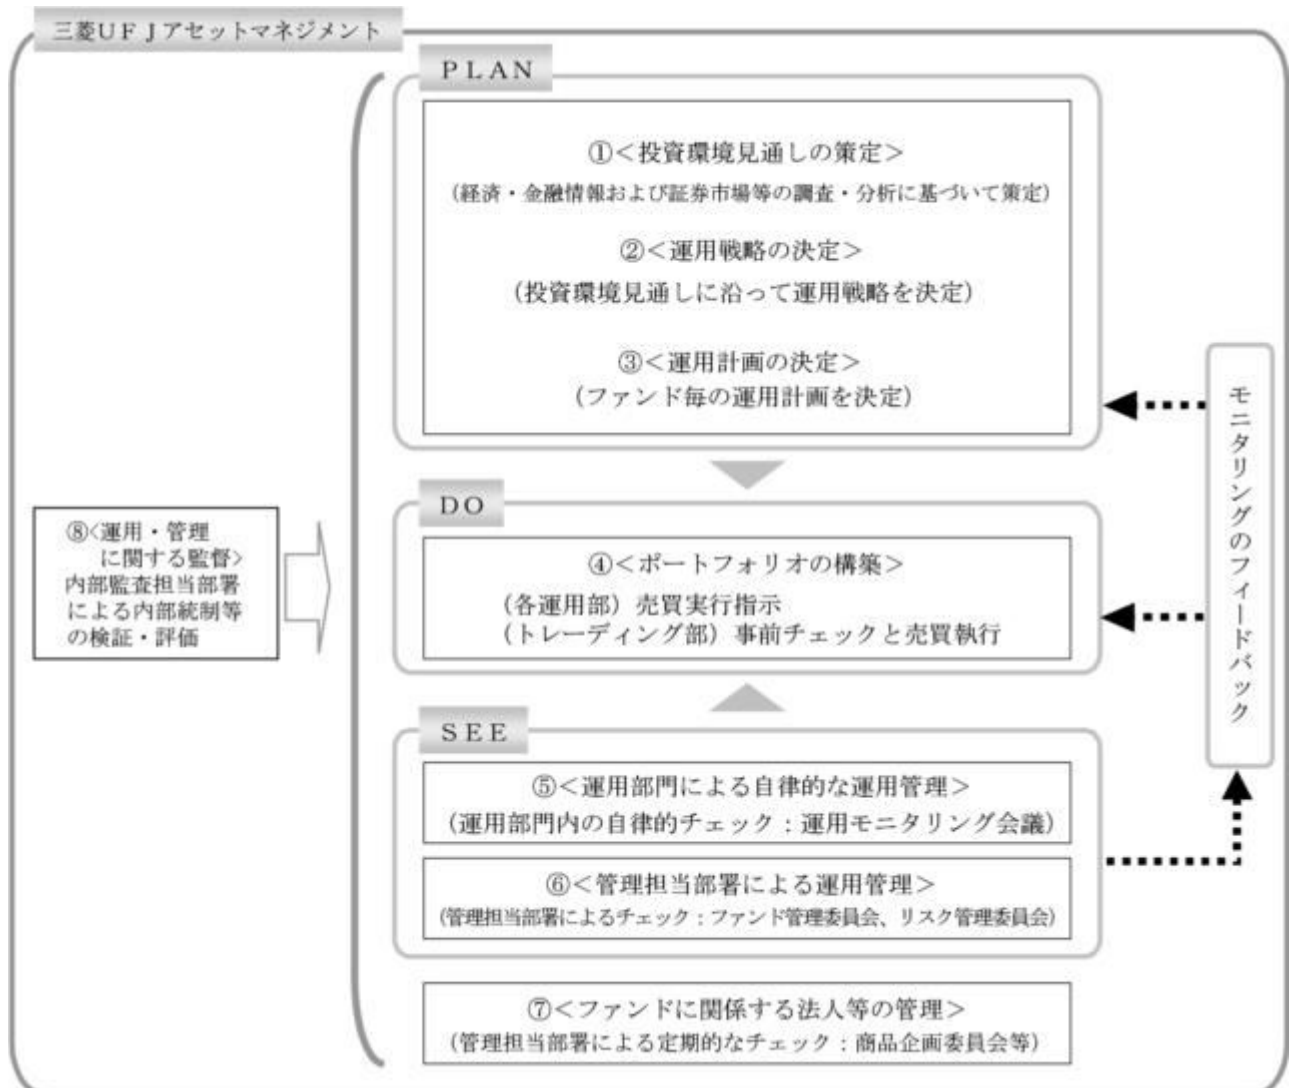 三菱UFJアセットマネジメント
PLAN
①<投資環境見通しの策定>
(経済・金融情報および証券市場等の調査・分析に基づいて策定)
②<運用戦略の決定>
(投資環境見通しに沿って運用戦略を決定)
③<運用計画の決定>
(ファンド毎の運用計画を決定)
DO
④<ポートフォリオの構築>
(各運用部)売買実行指示
(トレーディング部)事前チェックと売買執行
SEE
⑤<運用部門による自律的な運用管理>
(運用部門内の自律的チェック:運用モニタリング会議)
⑥<管理担当部署による運用管理>
(管理担当部署によるチェック:ファンド管理委員会、リスク管理委員会)
⑦<ファンドに関係する法人等の管理>
(管理担当部署による定期的なチェック:商品企画委員会等)
⑧<運用・管理
に関する監督>
内部監査担当部署
による内部統制等
の検証・評価
モニタリングのフィードバック